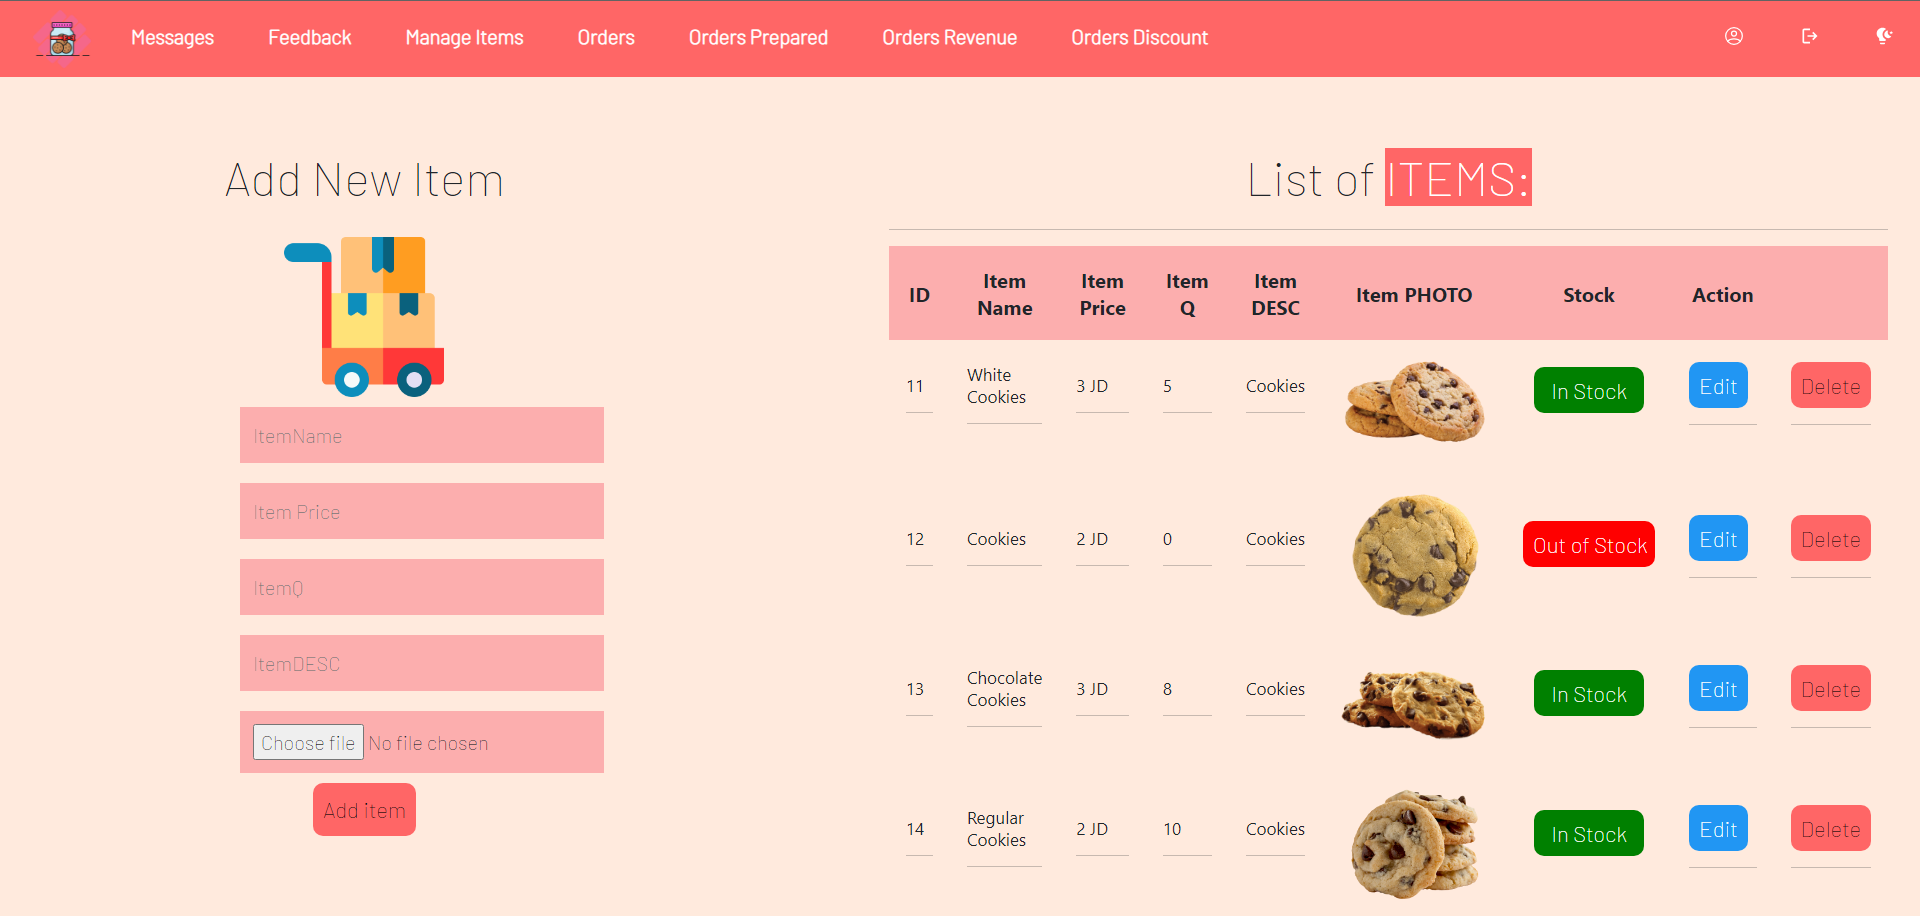 Messages Feedback Manage Items Orders Orders Prepared Orders Revenue Orders Discount
Add New Item
ItemName
Item Price
ItemQ
ItemDESC
Choose file No file chosen
Add item
List of ITEMS:
ID Item Name Item Price Item Q Item DESC Item PHOTO Stock Action
11 White Cookies 3 JD 5 Cookies In Stock Edit Delete
12 Cookies 2 JD 0 Cookies Out of Stock Edit Delete
13 Chocolate Cookies 3 JD 8 Cookies In Stock Edit Delete
14 Regular Cookies 2 JD 10 Cookies In Stock Edit Delete